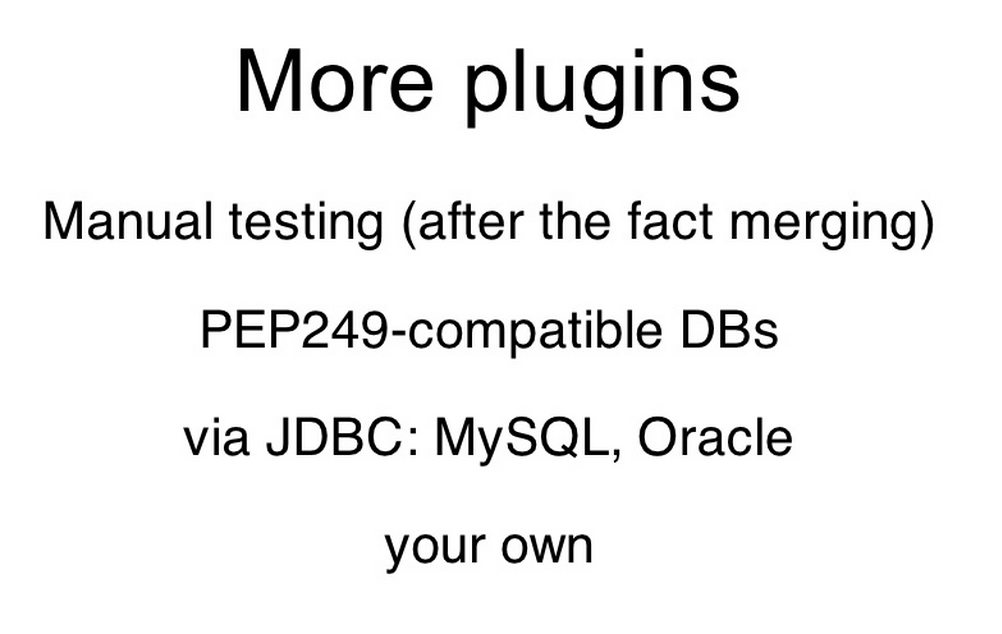 More plugins
Manual testing (after the fact merging)
PEP249-compatible DBs
via JDBC: MySQL, Oracle
your own